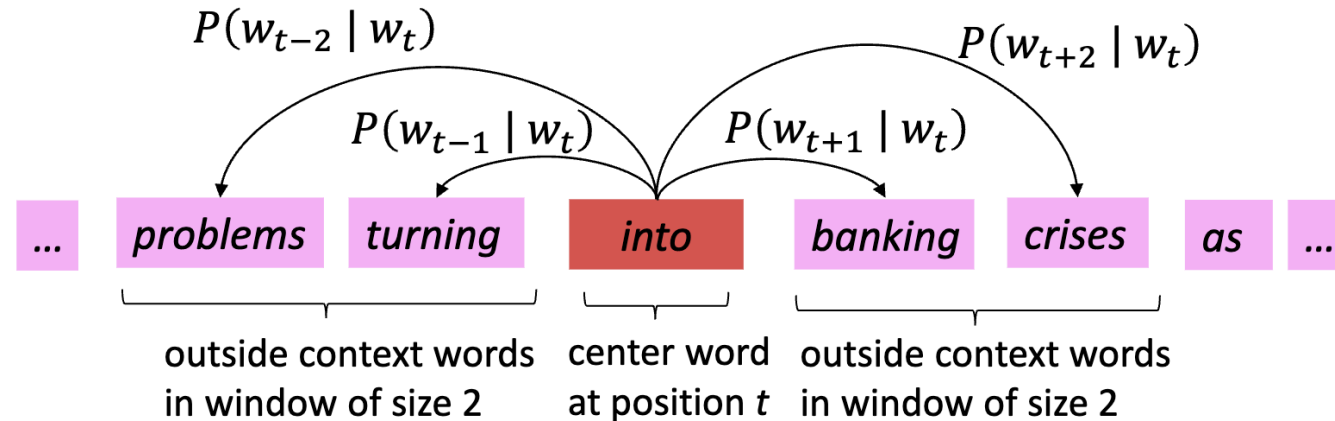 P(w_{t−2} | w_t)
P(w_{t+2} | w_t)
P(w_{t−1} | w_t)
P(w_{t+1} | w_t)
... problems turning into banking crises as ...
outside context words
in window of size 2
center word
at position t
outside context words
in window of size 2